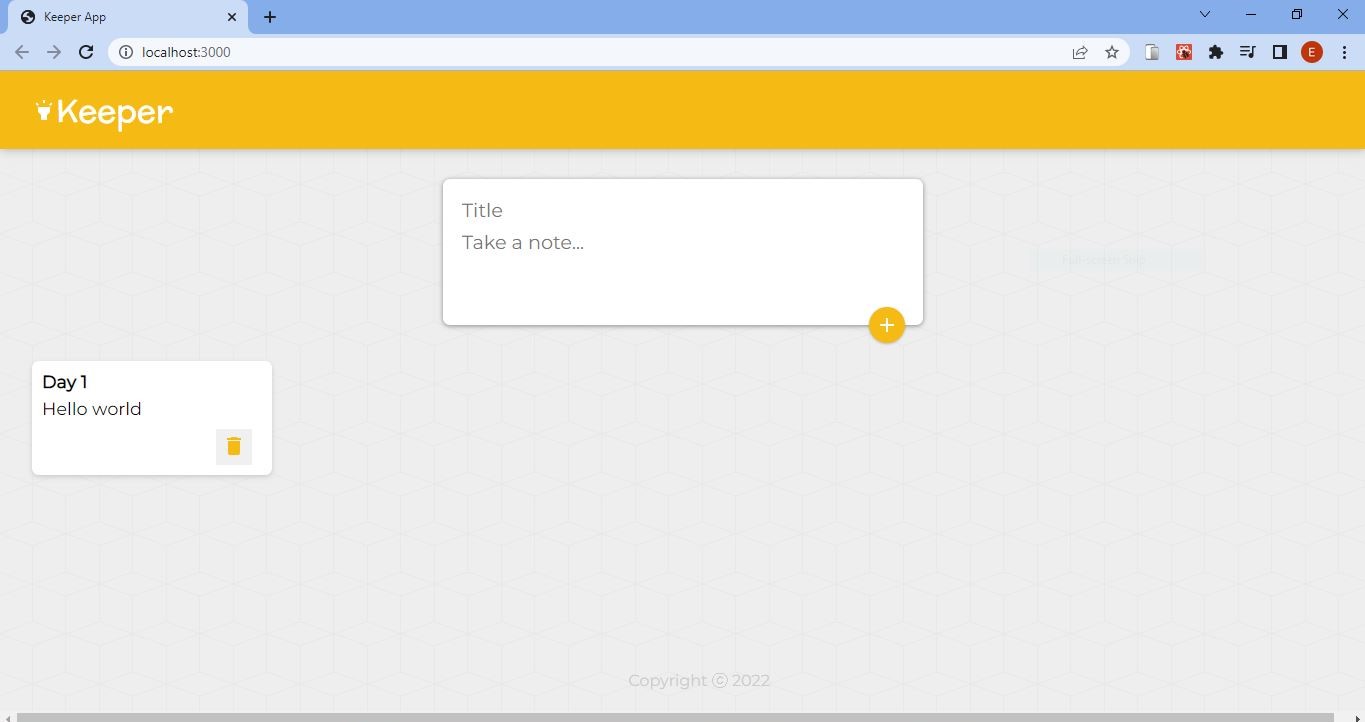 Keeper App
localhost:3000
E
Keeper
Title
Take a note...
Full-screen Snip
Day 1
Hello world
Copyright ⓒ 2022